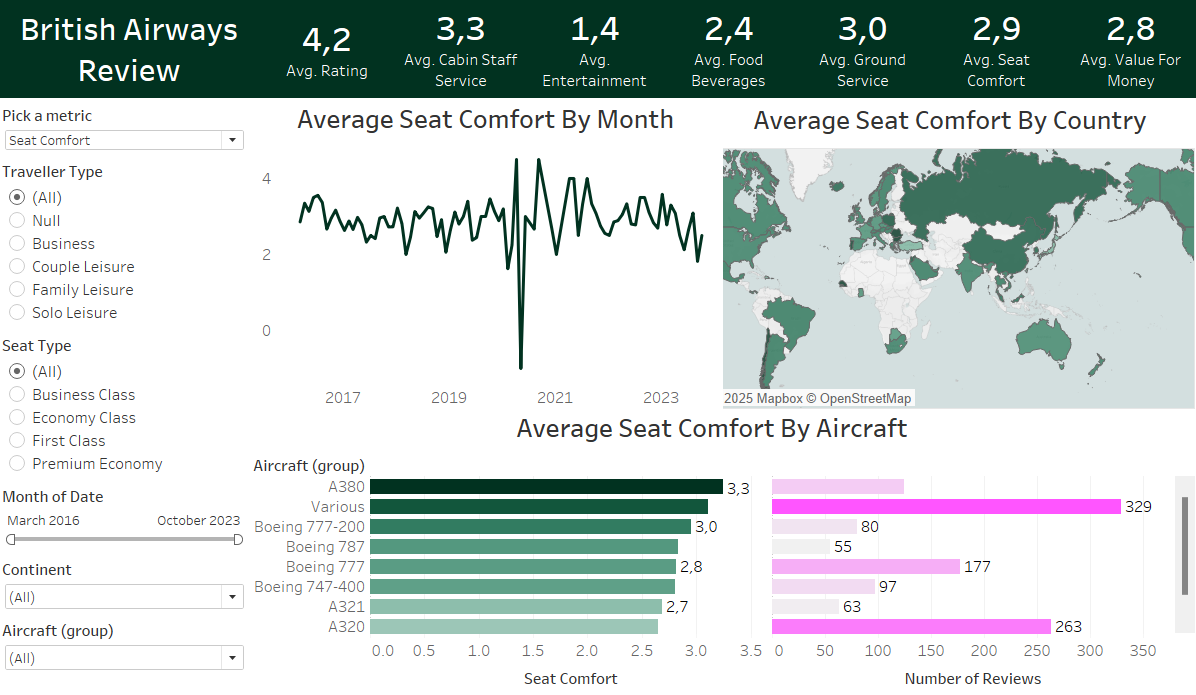 British Airways
Review
4,2
Avg. Rating
3,3
Avg. Cabin Staff
Service
1,4
Avg.
Entertainment
2,4
Avg. Food
Beverages
3,0
Avg. Ground
Service
2,9
Avg. Seat
Comfort
2,8
Avg. Value For
Money
Pick a metric
Seat Comfort
Traveller Type
(All)
Null
Business
Couple Leisure
Family Leisure
Solo Leisure
Seat Type
(All)
Business Class
Economy Class
First Class
Premium Economy
Month of Date
March 2016 October 2023
Continent
(All)
Aircraft (group)
(All)
Average Seat Comfort By Month
4
2
0
2017 2019 2021 2023
Average Seat Comfort By Country
2025 Mapbox © OpenStreetMap
Average Seat Comfort By Aircraft
Aircraft (group)
A380 3,3
Various 329
Boeing 777-200 3,0 80
Boeing 787 55
Boeing 777 2,8 177
Boeing 747-400 97
A321 2,7 63
A320 263
0.0 0.5 1.0 1.5 2.0 2.5 3.0 3.5 0 50 100 150 200 250 300 350
Seat Comfort Number of Reviews